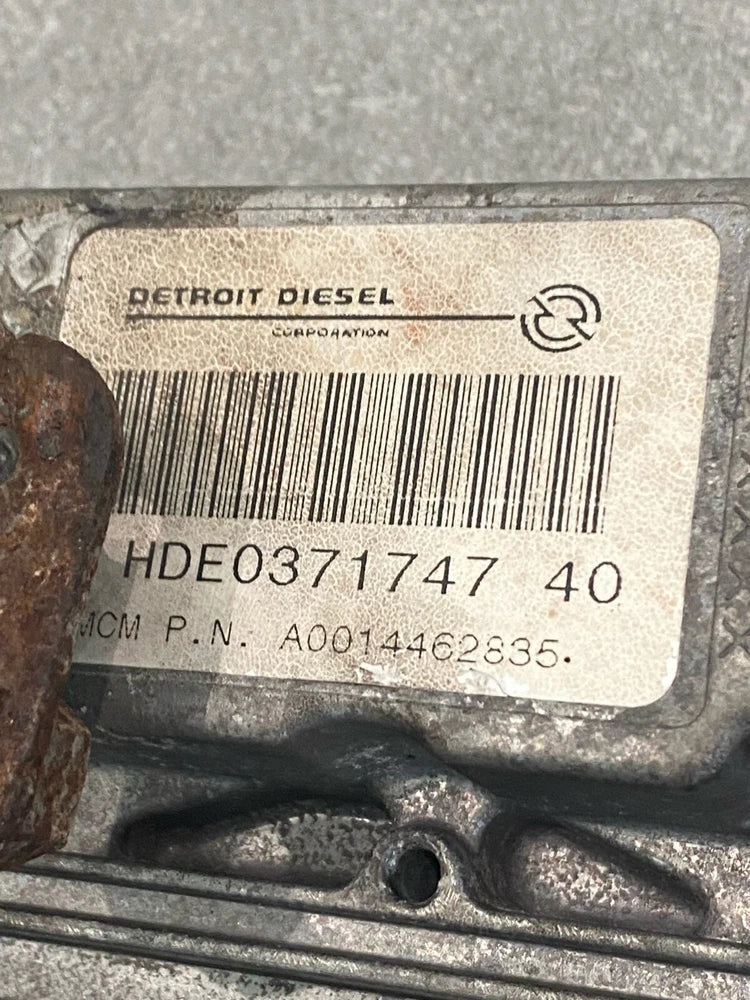 DETROIT DIESEL
CORPORATION
HDE0371747 40
MCM P.N. A0014462835.